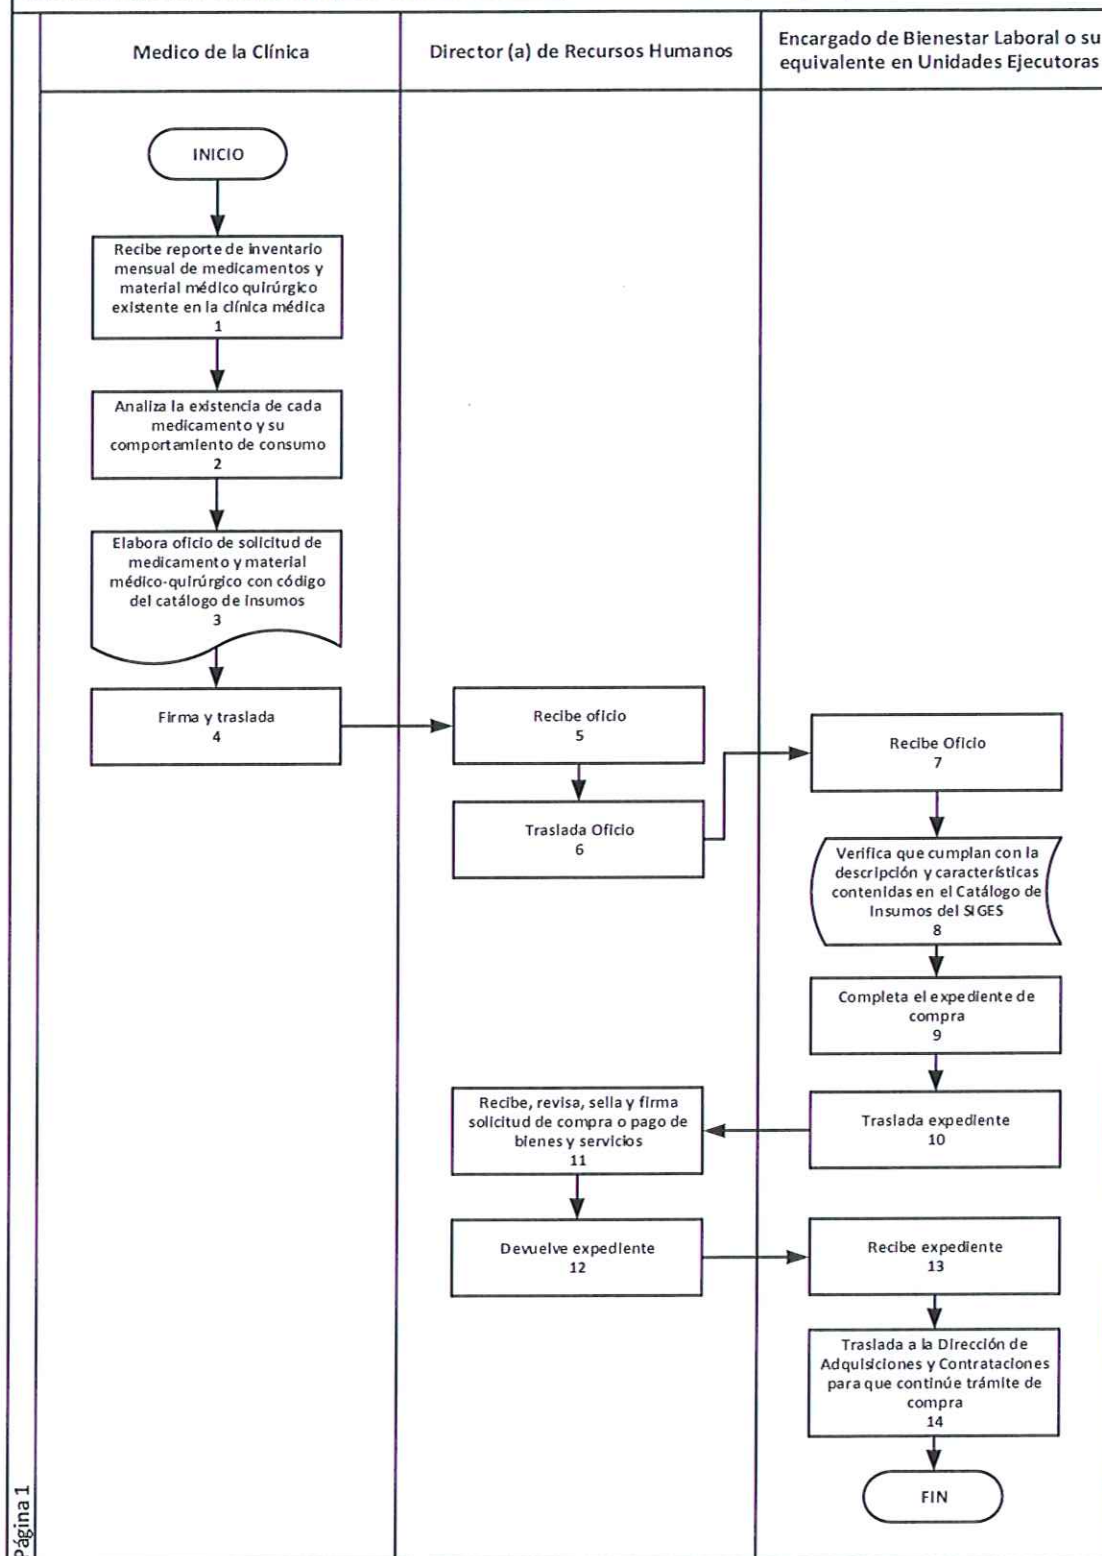 Medico de la Clínica
Director (a) de Recursos Humanos
Encargado de Bienestar Laboral o su
equivalente en Unidades Ejecutoras
INICIO
Recibe reporte de inventario
mensual de medicamentos y
material médico quirúrgico
existente en la clínica médica
1
Analiza la existencia de cada
medicamento y su
comportamiento de consumo
2
Elabora oficio de solicitud de
medicamento y material
médico-quirúrgico con código
del catálogo de insumos
3
Firma y traslada
4
Recibe oficio
5
Traslada Oficio
6
Recibe Oficio
7
Verifica que cumplan con la
descripción y características
contenidas en el Catálogo de
Insumos del SIGES
8
Completa el expediente de
compra
9
Traslada expediente
10
Recibe, revisa, sella y firma
solicitud de compra o pago de
bienes y servicios
11
Devuelve expediente
12
Recibe expediente
13
Traslada a la Dirección de
Adquisiciones y Contrataciones
para que continúe trámite de
compra
14
FIN
Página 1